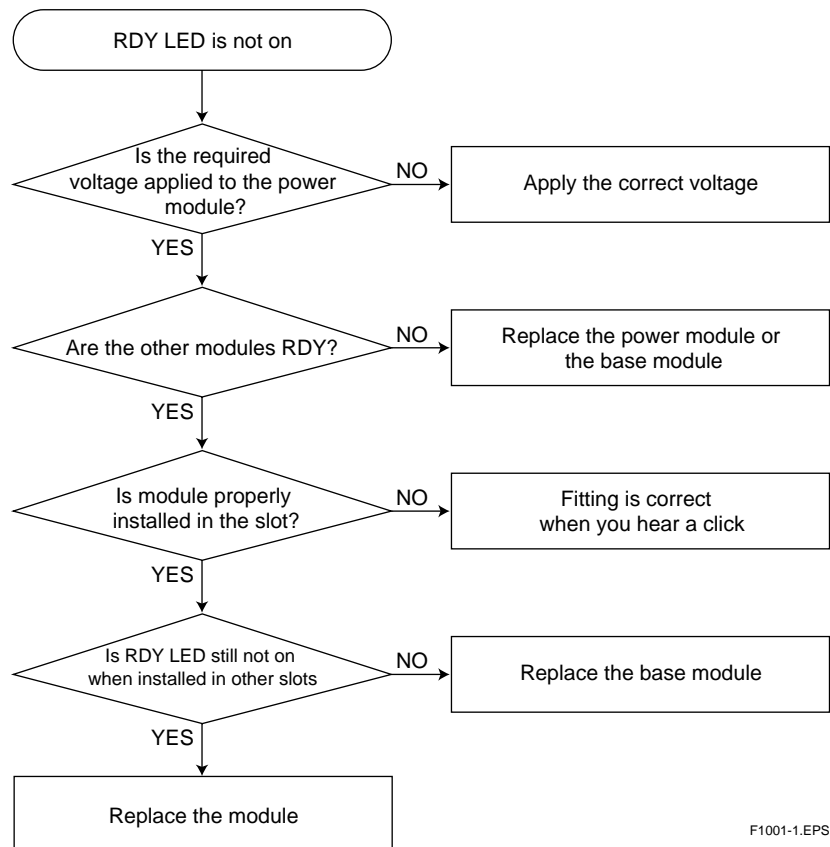 RDY LED is not on
Is the required
voltage applied to the power
module?
NO
Apply the correct voltage
YES
Are the other modules RDY?
NO
Replace the power module or
the base module
YES
Is module properly
installed in the slot?
NO
Fitting is correct
when you hear a click
YES
Is RDY LED still not on
when installed in other slots
NO
Replace the base module
YES
Replace the module
F1001-1.EPS